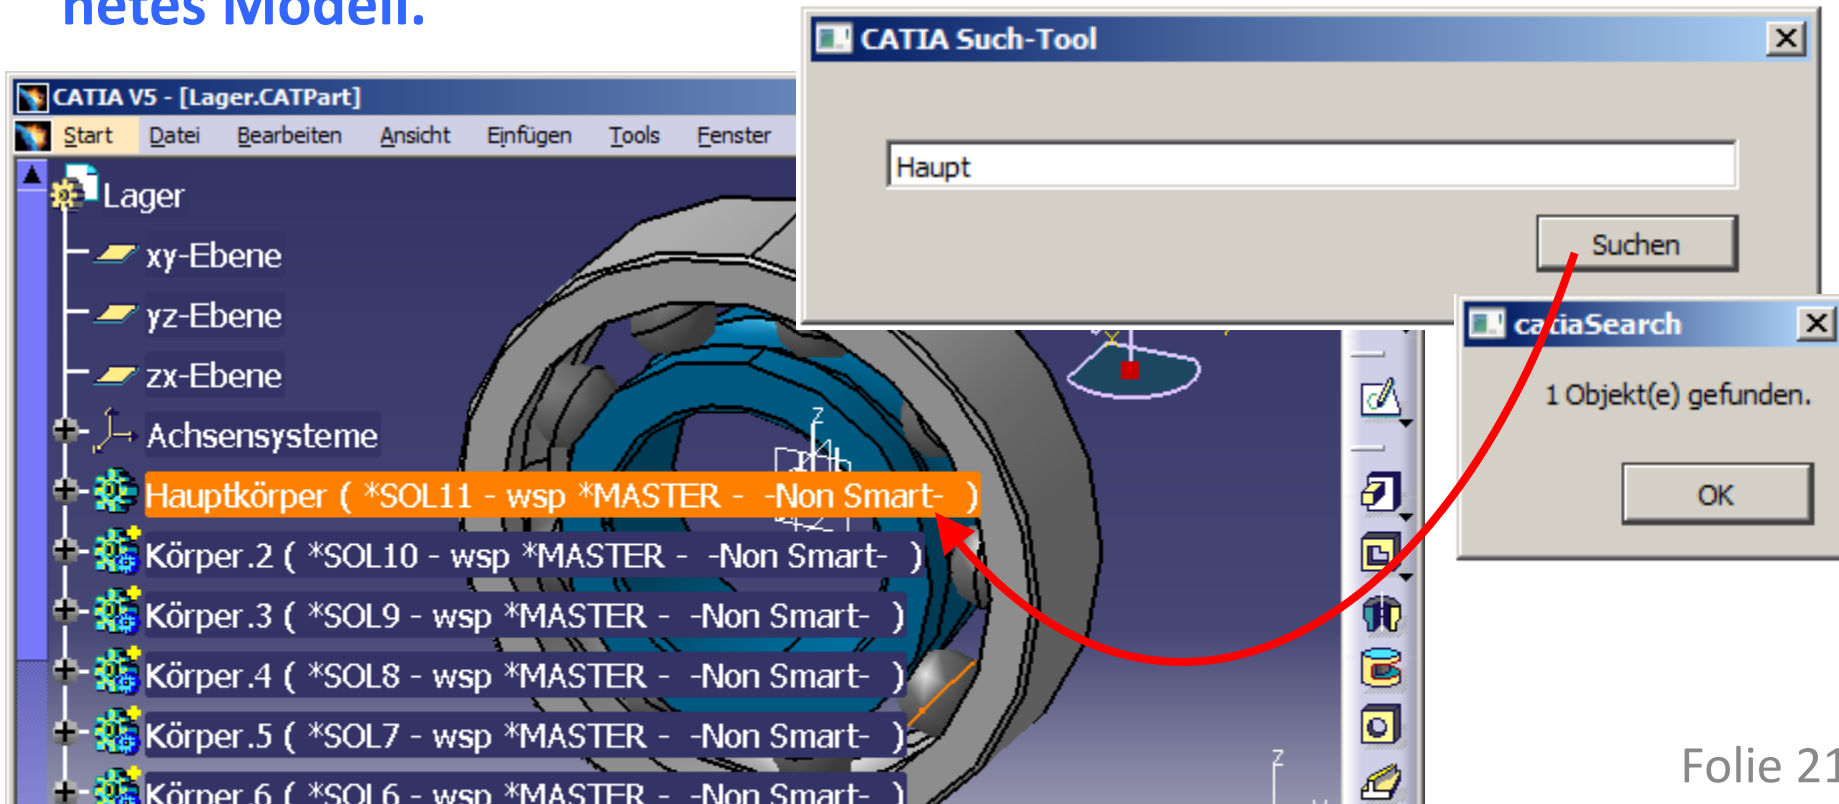 netes Modell.
CATIA Such-Tool
Haupt
Suchen
catiaSearch
1 Objekt(e) gefunden.
OK
CATIA V5 - [Lager.CATPart]
Start Datei Bearbeiten Ansicht Einfügen Tools Fenster
Lager
xy-Ebene
yz-Ebene
zx-Ebene
Achsensysteme
Hauptkörper ( *SOL11 - wsp *MASTER - -Non Smart- )
Körper.2 ( *SOL10 - wsp *MASTER - -Non Smart- )
Körper.3 ( *SOL9 - wsp *MASTER - -Non Smart- )
Körper.4 ( *SOL8 - wsp *MASTER - -Non Smart- )
Körper.5 ( *SOL7 - wsp *MASTER - -Non Smart- )
Körper.6 ( *SOL6 - wsp *MASTER - -Non Smart- )
z
z
Folie 21